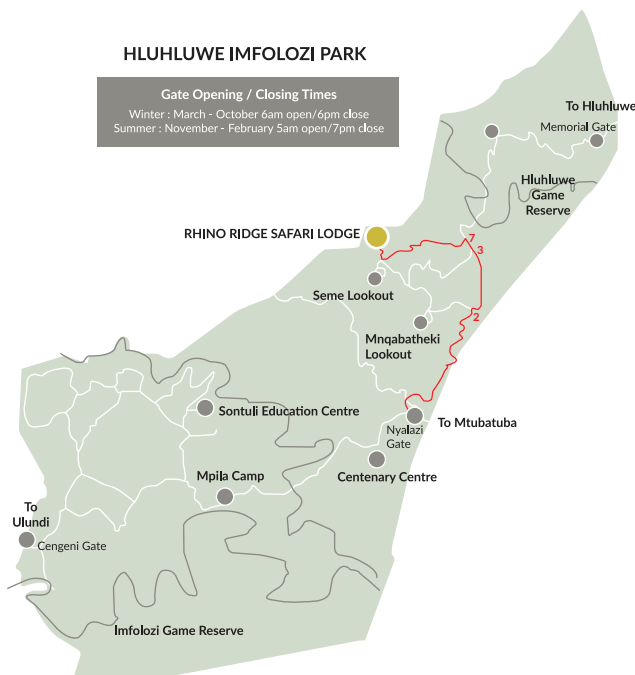 HLUHLUWE IMFOLOZI PARK
Gate Opening / Closing Times
Winter : March - October 6am open/6pm close
Summer : November - February 5am open/7pm close
To Hluhluwe
Memorial Gate
Hluhluwe
Game
Reserve
RHINO RIDGE SAFARI LODGE
7
3
Seme Lookout
2
Mnqabatheki
Lookout
Sontuli Education Centre
To Mtubatuba
Nyalazi
Gate
Mpila Camp
Centenary Centre
To
Ulundi
Cengeni Gate
Imfolozi Game Reserve